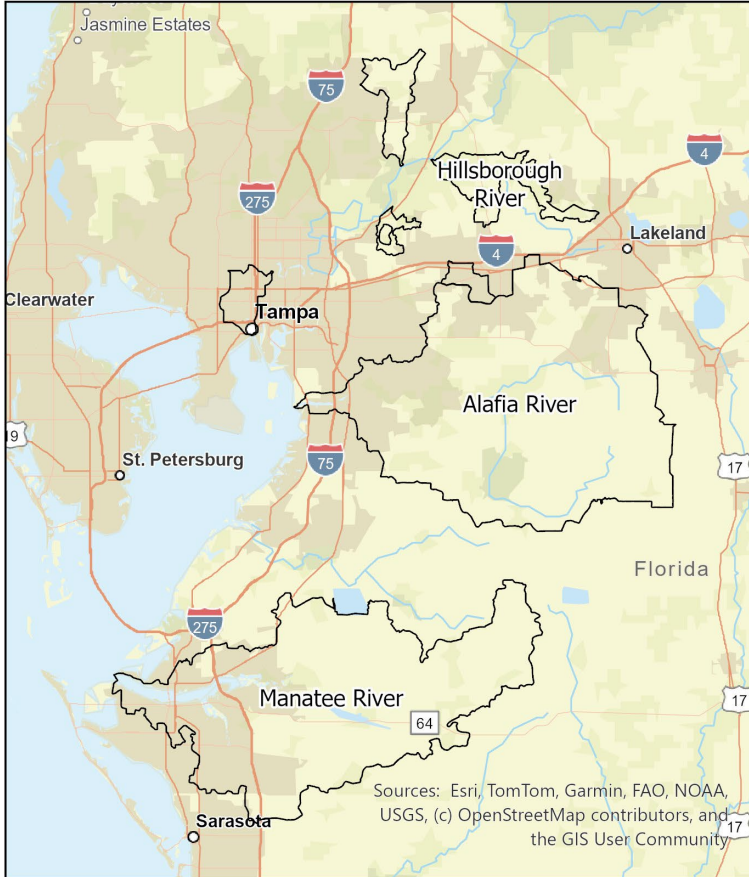 Jasmine Estates
75
4
Hillsborough
River
275
4
Lakeland
Clearwater
Tampa
Alafia River
19
St. Petersburg
75
17
Florida
275
Manatee River
17
64
Sources: Esri, TomTom, Garmin, FAO, NOAA,
USGS, (c) OpenStreetMap contributors, and
the GIS User Community
Sarasota
17